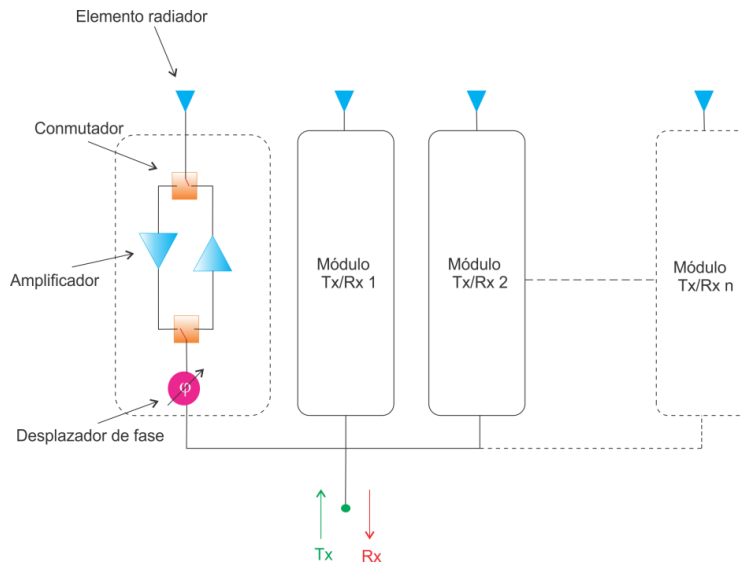 Elemento radiador
Conmutador
Amplificador
φ
Desplazador de fase
Módulo
Tx/Rx 1
Módulo
Tx/Rx 2
Módulo
Tx/Rx n
Tx
Rx